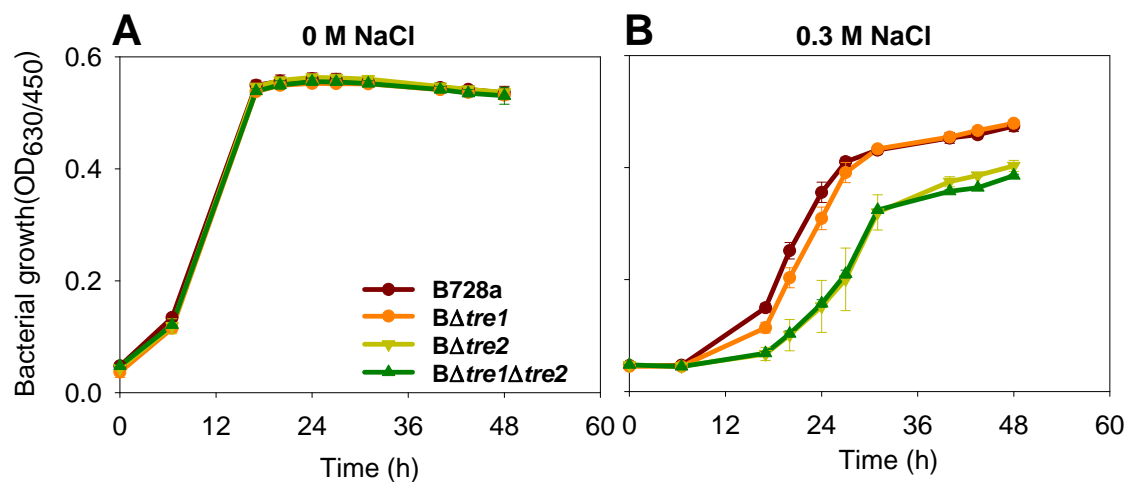 A
0 M NaCl
B
0.3 M NaCl
Bacterial growth(OD630/450)
0.6
0.4
0.2
0.0
B728a
BΔtre1
BΔtre2
BΔtre1Δtre2
0
12
24
36
48
60
0
12
24
36
48
60
Time (h)
Time (h)